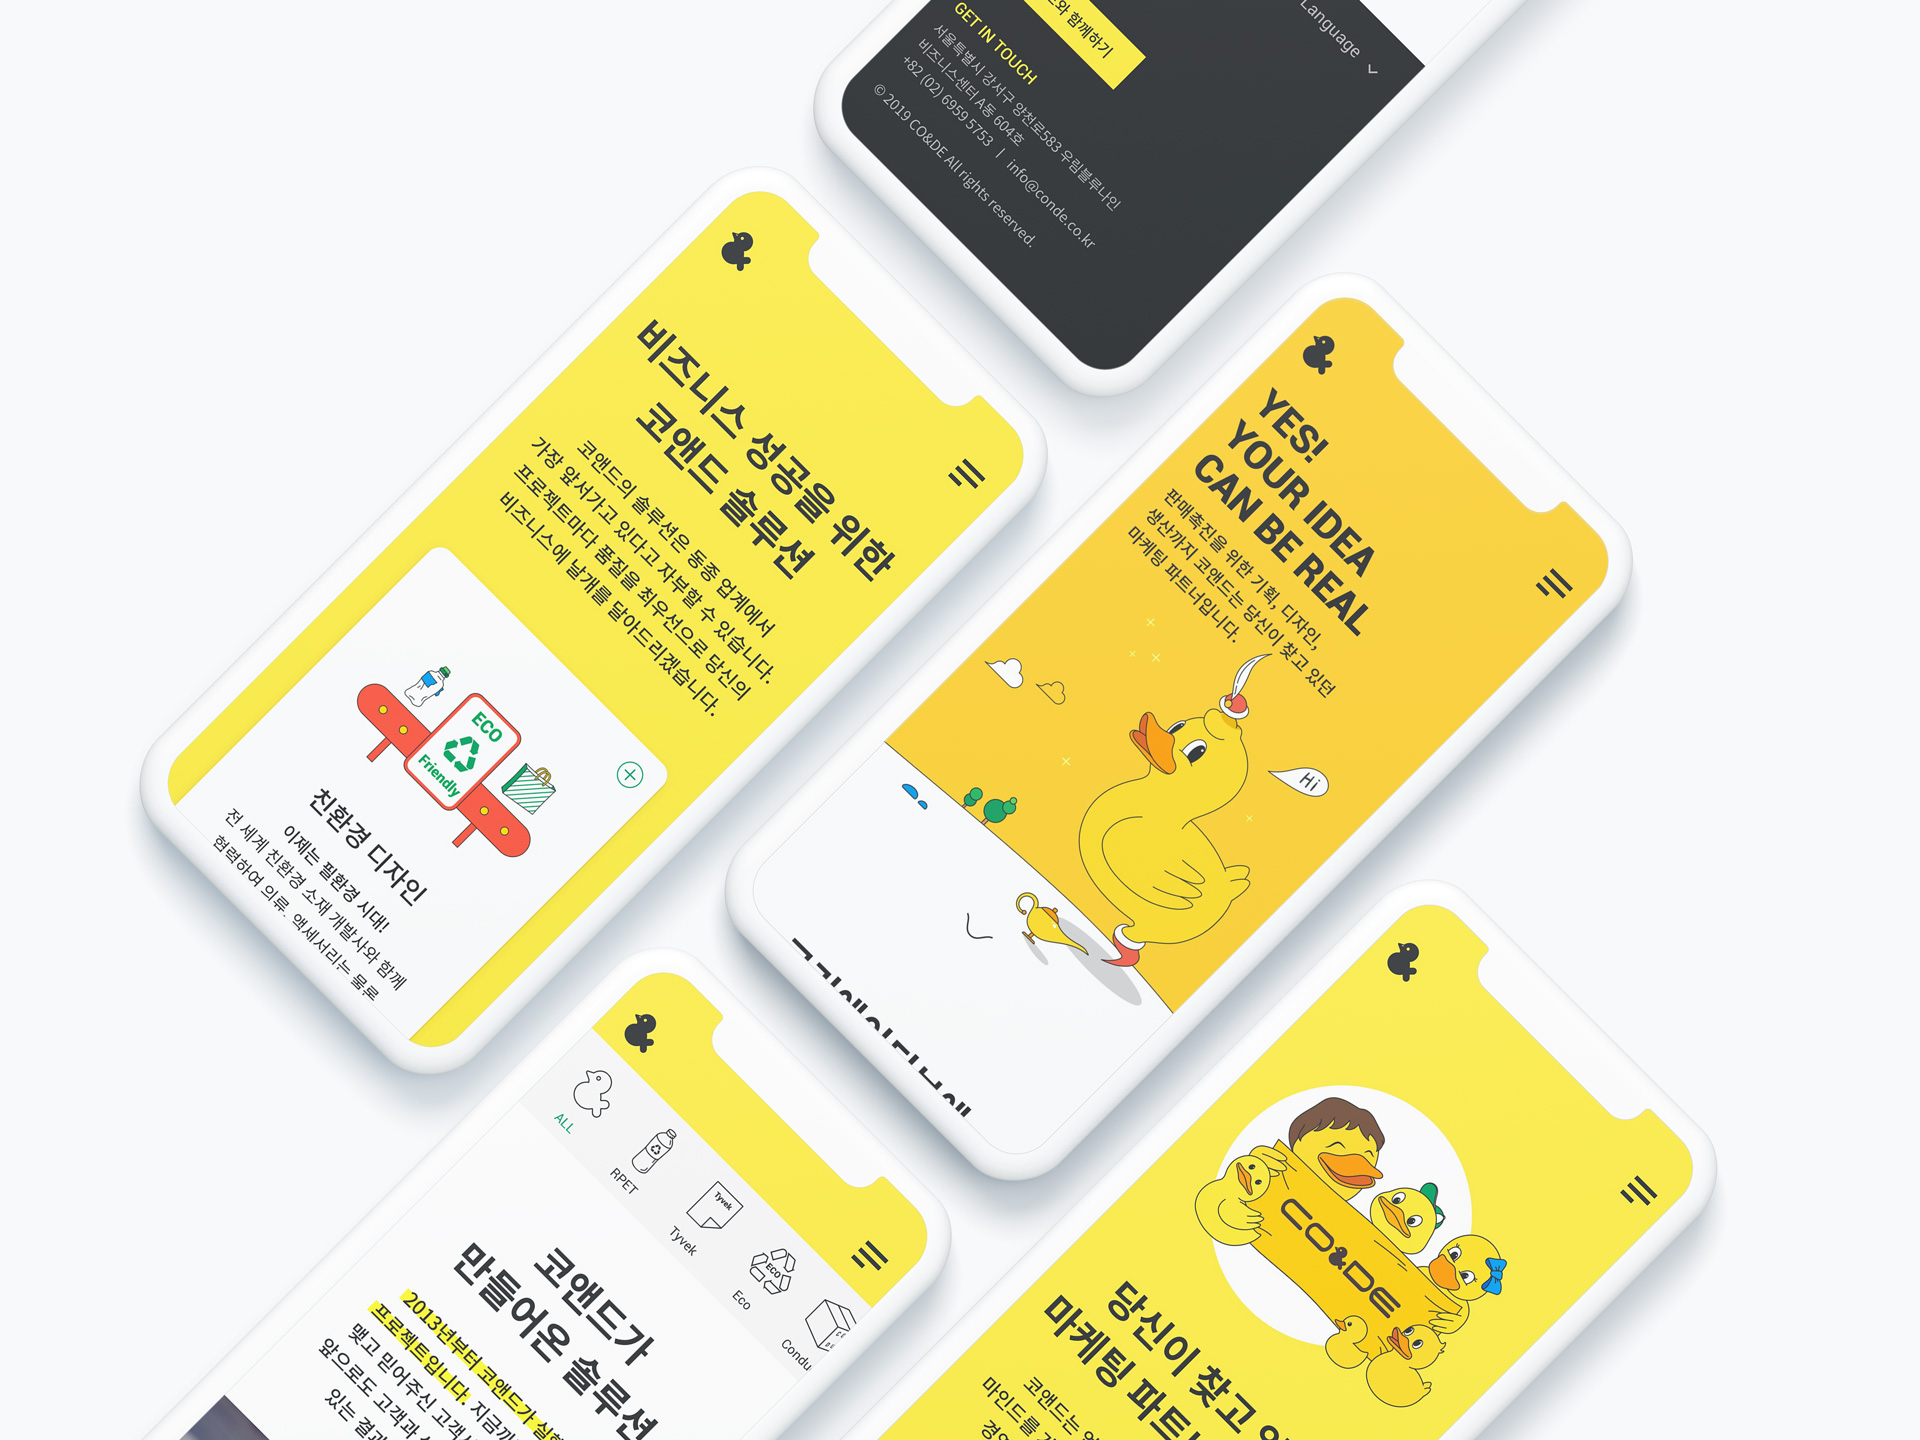 코와 함께하기
Language
GET IN TOUCH
서울특별시 강서구 양천로583 우림블루나인
비즈니스센터 A동 604호
+82 (02) 6959 5753 | info@conde.co.kr
© 2019 CO&DE All rights reserved.
비즈니스 성공을 위한
코앤드 솔루션
코앤드의 솔루션은 동종 업계에서
가장 앞서가고 있다고 자부할 수 있습니다.
프로젝트마다 품질을 최우선으로 당신의
비즈니스에 날개를 달아드리겠습니다.
ECO
Friendly
친환경 디자인
이제는 필환경 시대!
전 세계 친환경 소재 개발사와 함께
협력하여 의류, 액세서리는 물론
YES!
YOUR IDEA
CAN BE REAL
판매촉진을 위한 기획, 디자인,
생산까지 코앤드는 당신이 찾고 있던
마케팅 파트너입니다.
Hi
ALL
RPET
Tyvek
Tyvek
ECO
Eco
Condu
코앤드가
만들어온 솔루션
2013년부터 코앤드가
프로젝트입니다. 지금까
맺고 믿어주신 고객
앞으로도 고객과
있는 결과
CO&DE
당신이 찾고
마케팅 파트
코앤드는
마인드를